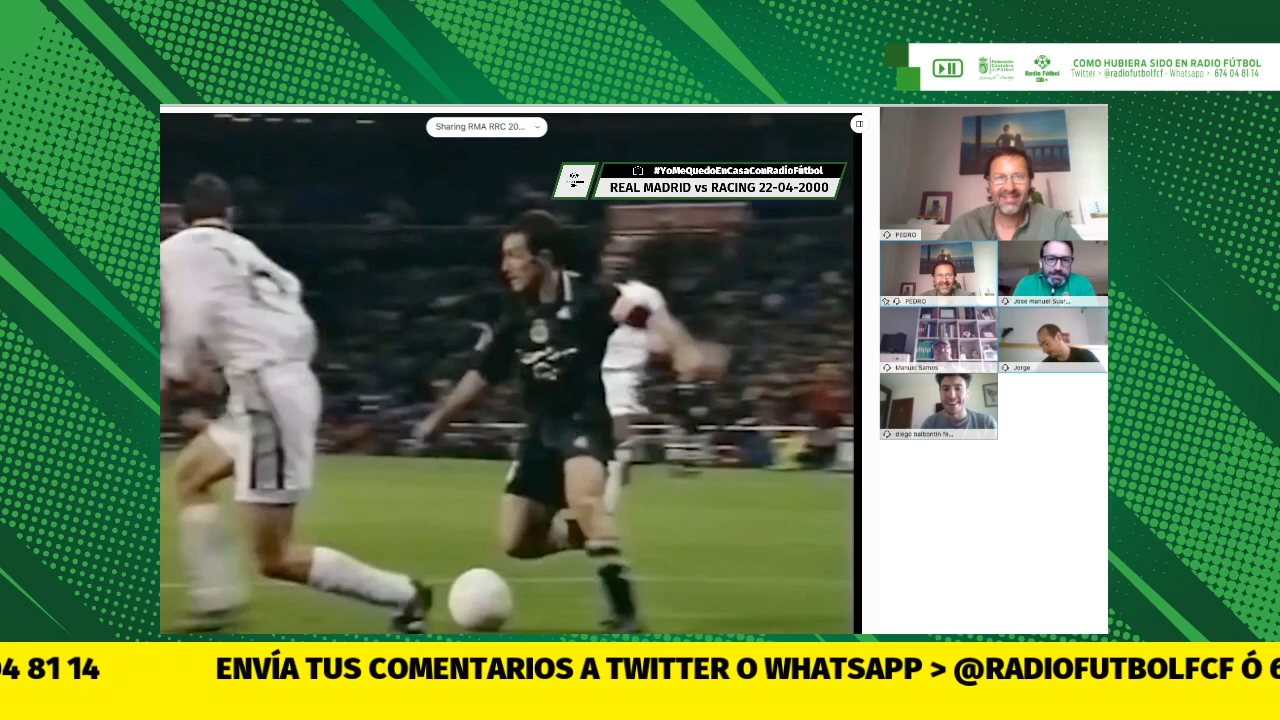 COMO HUBIERA SIDO EN RADIO FÚTBOL
Twitter > @radiofutbolfcf - Whatsapp > 674 04 81 14
Radio Fútbol
Sharing RMA RRC 20...
#YoMeQuedoEnCasaConRadioFútbol
REAL MADRID vs RACING 22-04-2000
PEDRO
PEDRO
Jose manuel Suar...
Manuel Samos
Jorge
diego balbontin fe...
04 81 14 ENVÍA TUS COMENTARIOS A TWITTER O WHATSAPP > @RADIOFUTBOLFCF Ó 6